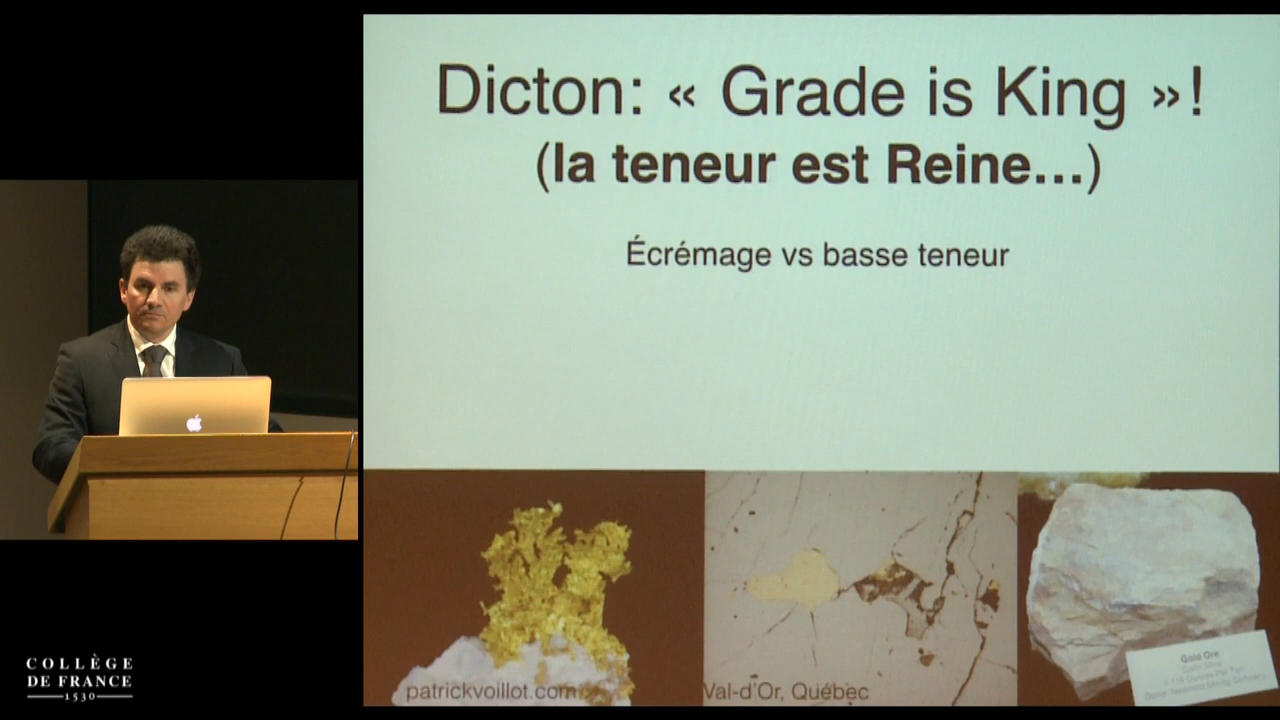 Dicton: « Grade is King »!
(la teneur est Reine...)
Écrémage vs basse teneur
patrickvoillot.com
Val-d'Or, Québec
Gold Ore
COLLÈGE
DE FRANCE
1530